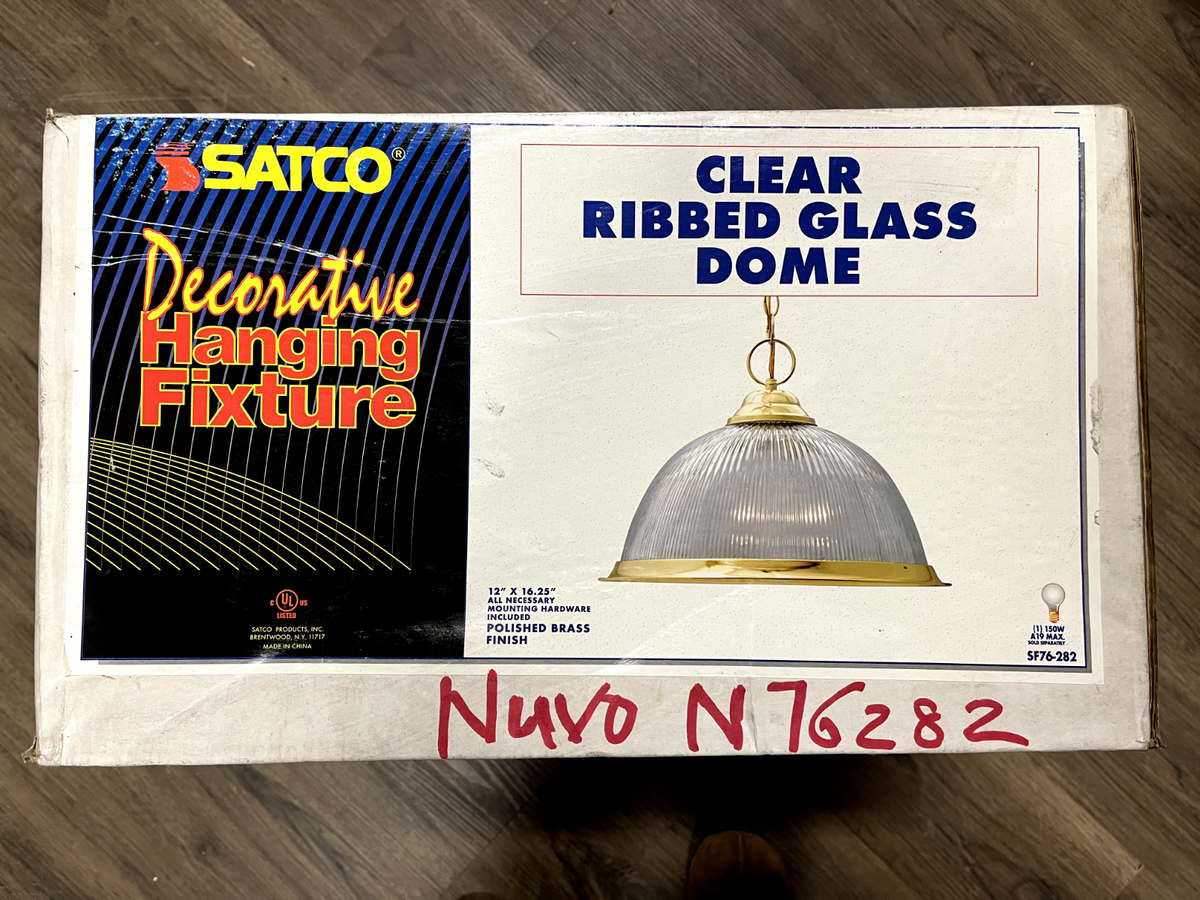 SATCO®
Decorative
Hanging
Fixture
C UL US
LISTED
SATCO PRODUCTS, INC.
BRENTWOOD, N.Y. 11717
MADE IN CHINA
CLEAR
RIBBED GLASS
DOME
12" X 16.25"
ALL NECESSARY
MOUNTING HARDWARE
INCLUDED
POLISHED BRASS
FINISH
(1) 150W
A19 MAX.
SOLD SEPARATELY
SF76-282
Nuvo N76282